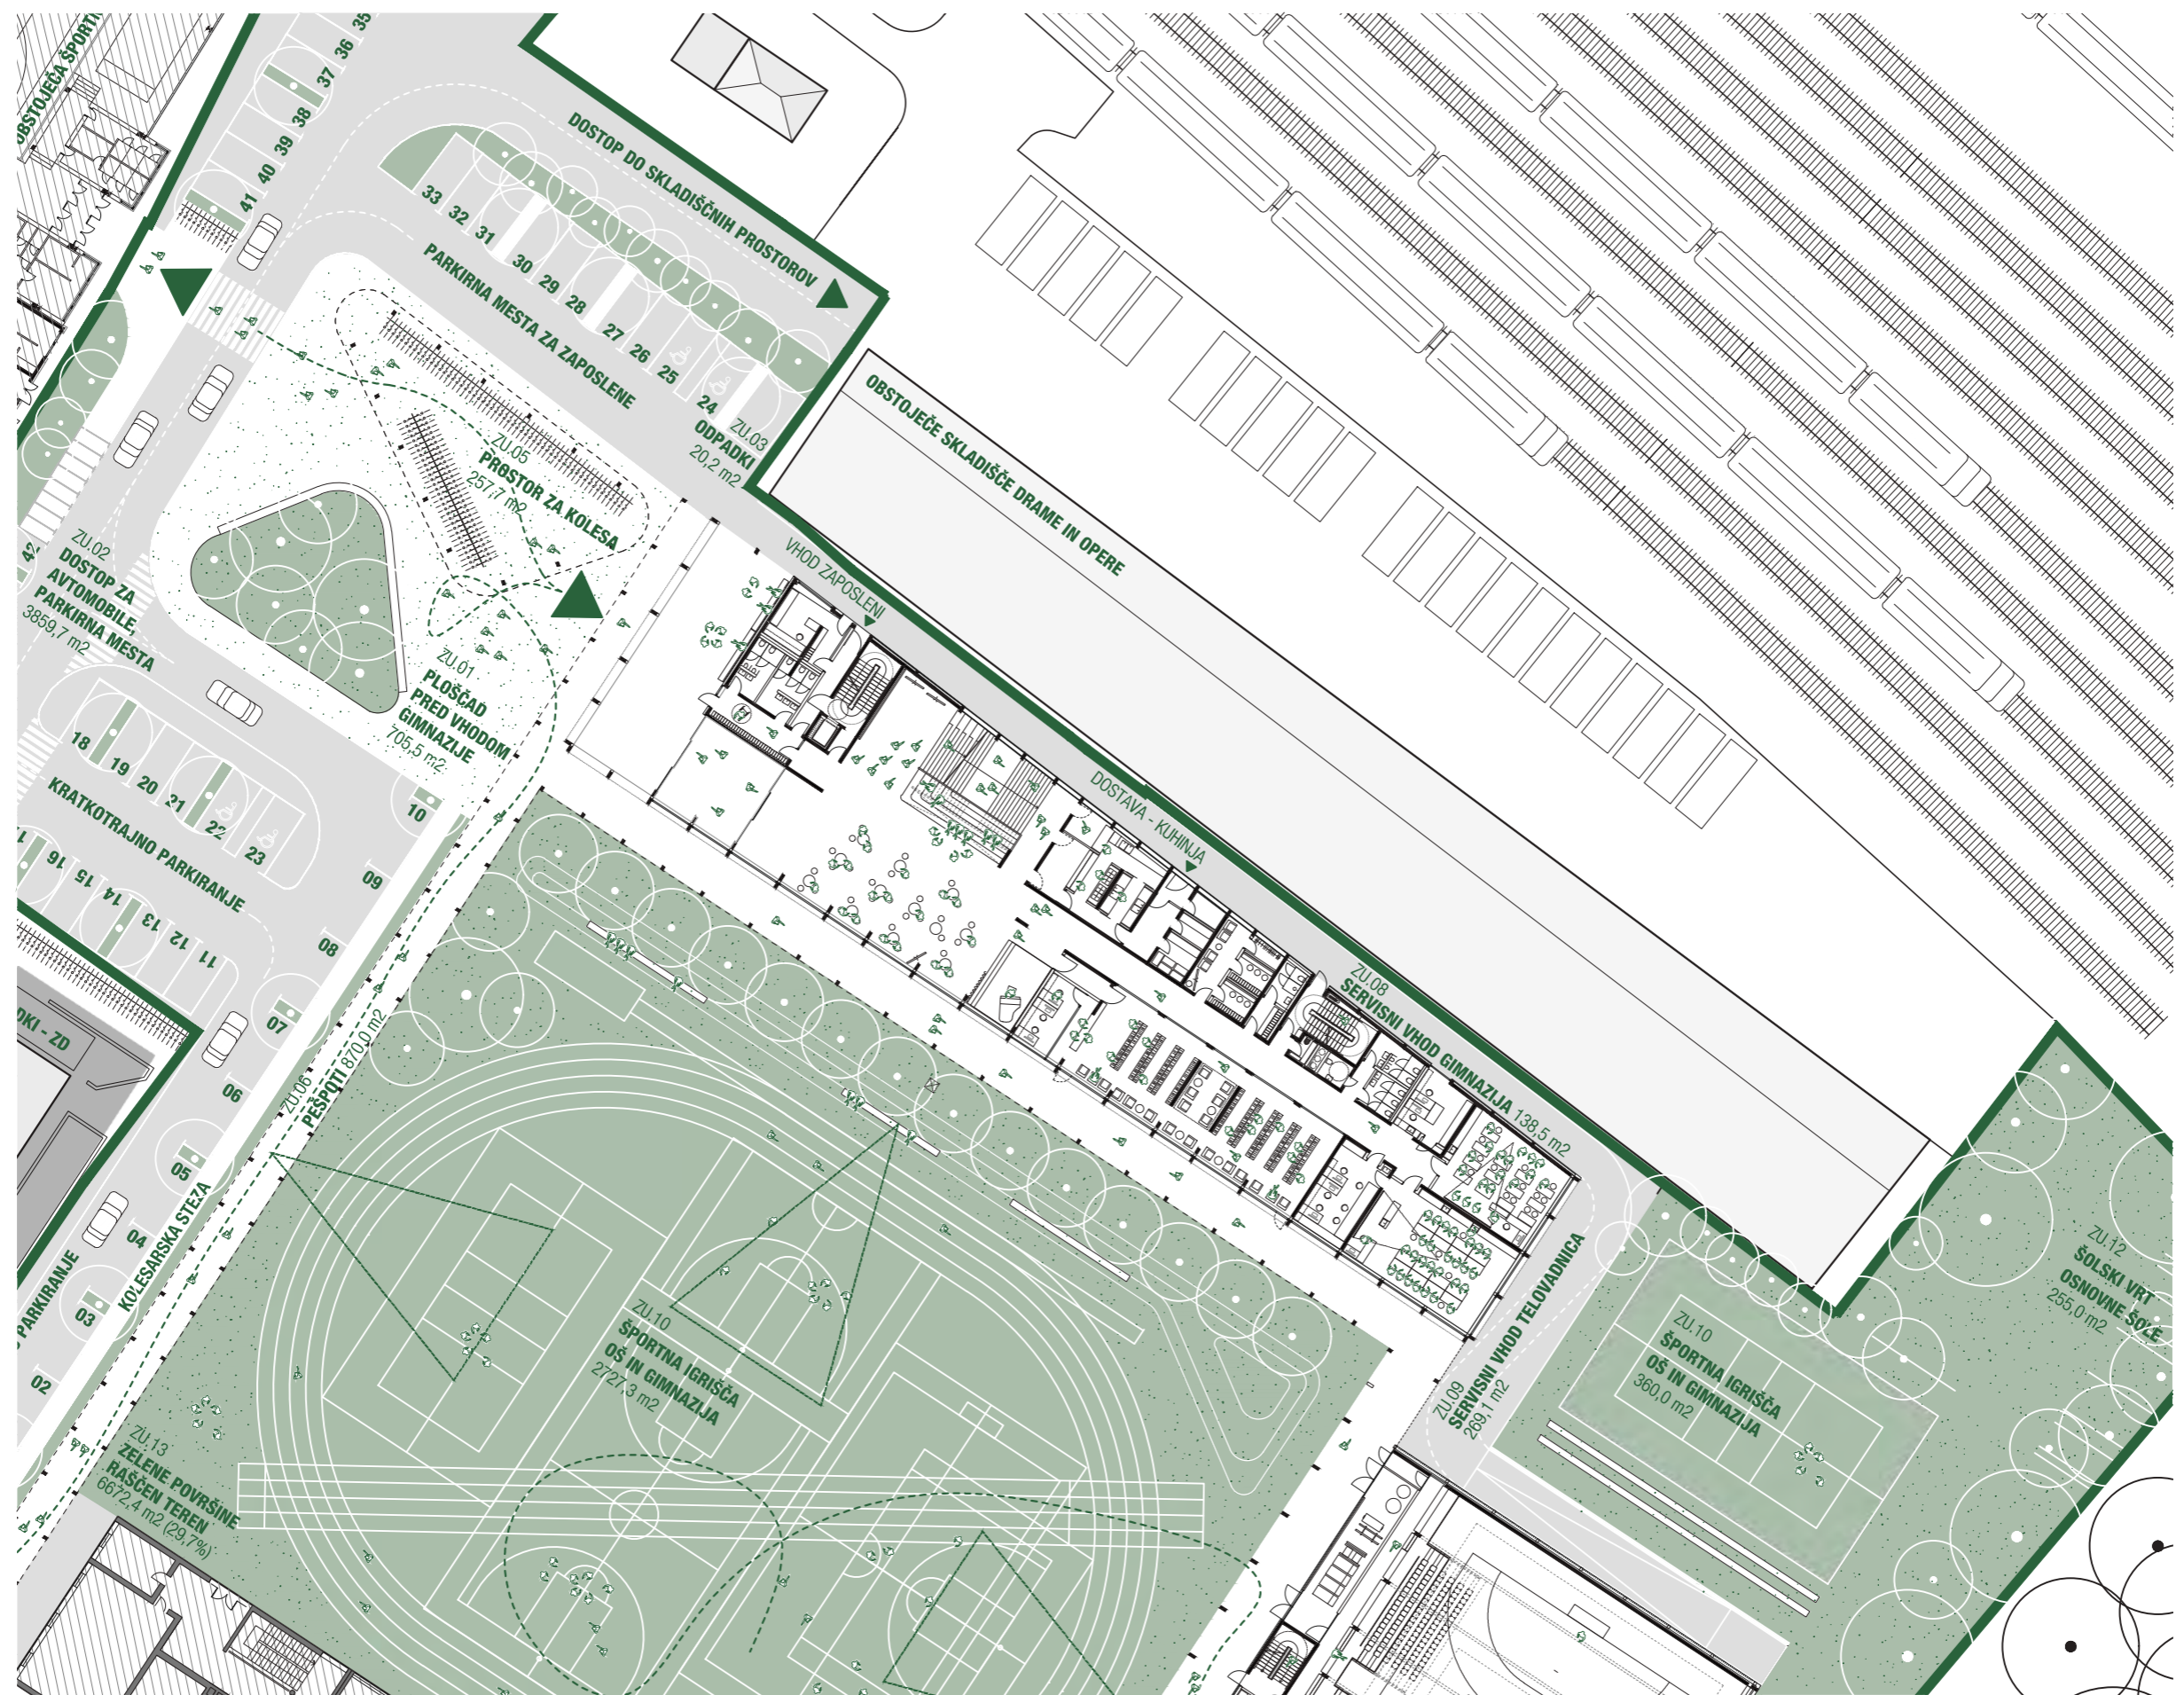 OBSTOJEČA
35
36
37
38
39
40
41
DOSTOP DO SKLADIŠČNIH PROSTOROV
33
32
31
30
29
28
27
26
25
24
PARKIRNA MESTA ZA ZAPOSLENE
ZU.03
ODPADKI
20,2 m2
OBSTOJEČE SKLADIŠČE DRAME IN OPERE
ZU.05
PROSTOR ZA KOLESA
257,7 m2
VHOD ZAPOSLENI
42
ZU.02
DOSTOP ZA
AVTOMOBILE,
PARKIRNA MESTA
3859,7 m2
ZU.01
PLOŠČAD
PRED VHODOM
GIMNAZIJE
705,5 m2
18
19
20
21
22
23
10
KRATKOTRAJNO PARKIRANJE
16
15
14
13
12
11
09
08
07
06
05
04
03
02
DOSTAVA - KUHINJA
ZU.08
SERVISNI VHOD GIMNAZIJA 138,5 m2
DKI - ZD
ZU.06
PEŠPOTI 870,0 m2
KOLESARSKA STEZA
PARKIRANJE
ZU.10
ŠPORTNA IGRIŠČA
OŠ IN GIMNAZIJA
2727,3 m2
ZU.09
SERVISNI VHOD TELOVADNICA
269,1 m2
ZU.10
ŠPORTNA IGRIŠČA
OŠ IN GIMNAZIJA
360,0 m2
ZU.12
ŠOLSKI VRT
OSNOVNE ŠOLE
255,0 m2
ZU.13
ZELENE POVRŠINE
RAŠČEN TEREN
6672,4 m2 (29,7%)